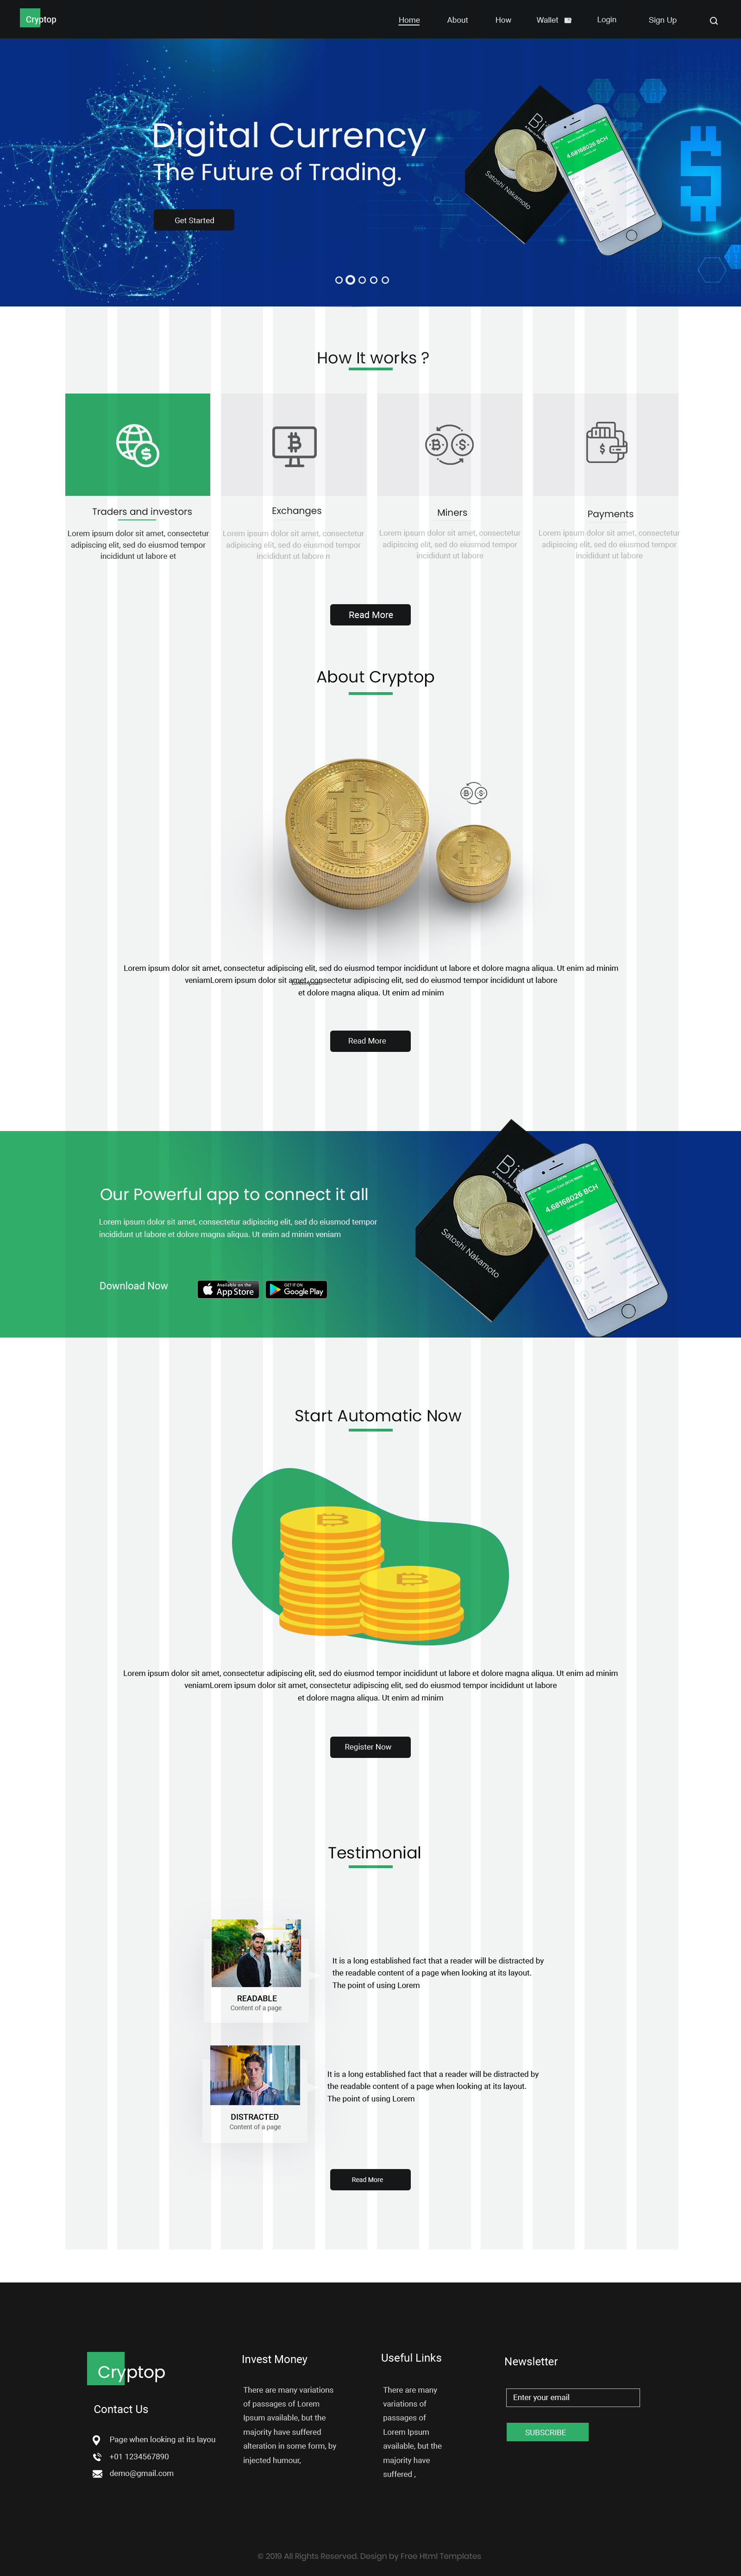 Cryptop
Home
About
How
Wallet
Login
Sign Up
Digital Currency
The Future of Trading.
Get Started
Satoshi Nakamoto
4.68168026 BCH
How It works ?
Traders and investors
Lorem ipsum dolor sit amet, consectetur
adipiscing elit, sed do eiusmod tempor
incididunt ut labore et
Exchanges
Lorem ipsum dolor sit amet, consectetur
adipiscing elit, sed do eiusmod tempor
incididunt ut labore n
Miners
Lorem ipsum dolor sit amet, consectetur
adipiscing elit, sed do eiusmod tempor
incididunt ut labore
Payments
Lorem ipsum dolor sit amet, consectetur
adipiscing elit, sed do eiusmod tempor
incididunt ut labore
Read More
About Cryptop
Lorem ipsum dolor sit amet, consectetur adipiscing elit, sed do eiusmod tempor incididunt ut labore et dolore magna aliqua. Ut enim ad minim
veniamLorem ipsum dolor sit amet, consectetur adipiscing elit, sed do eiusmod tempor incididunt ut labore
et dolore magna aliqua. Ut enim ad minim
Read More
Our Powerful app to connect it all
Lorem ipsum dolor sit amet, consectetur adipiscing elit, sed do eiusmod tempor
incididunt ut labore et dolore magna aliqua. Ut enim ad minim veniam
Download Now
Available on the
App Store
GET IT ON
Google Play
Satoshi Nakamoto
4.68168026 BCH
Start Automatic Now
Lorem ipsum dolor sit amet, consectetur adipiscing elit, sed do eiusmod tempor incididunt ut labore et dolore magna aliqua. Ut enim ad minim
veniamLorem ipsum dolor sit amet, consectetur adipiscing elit, sed do eiusmod tempor incididunt ut labore
et dolore magna aliqua. Ut enim ad minim
Register Now
Testimonial
READABLE
Content of a page
It is a long established fact that a reader will be distracted by
the readable content of a page when looking at its layout.
The point of using Lorem
DISTRACTED
Content of a page
It is a long established fact that a reader will be distracted by
the readable content of a page when looking at its layout.
The point of using Lorem
Read More
Cryptop
Contact Us
Page when looking at its layou
+01 1234567890
demo@gmail.com
Invest Money
There are many variations
of passages of Lorem
Ipsum available, but the
majority have suffered
alteration in some form, by
injected humour,
Useful Links
There are many
variations of
passages of
Lorem Ipsum
available, but the
majority have
suffered ,
Newsletter
Enter your email
SUBSCRIBE
© 2019 All Rights Reserved. Design by Free Html Templates